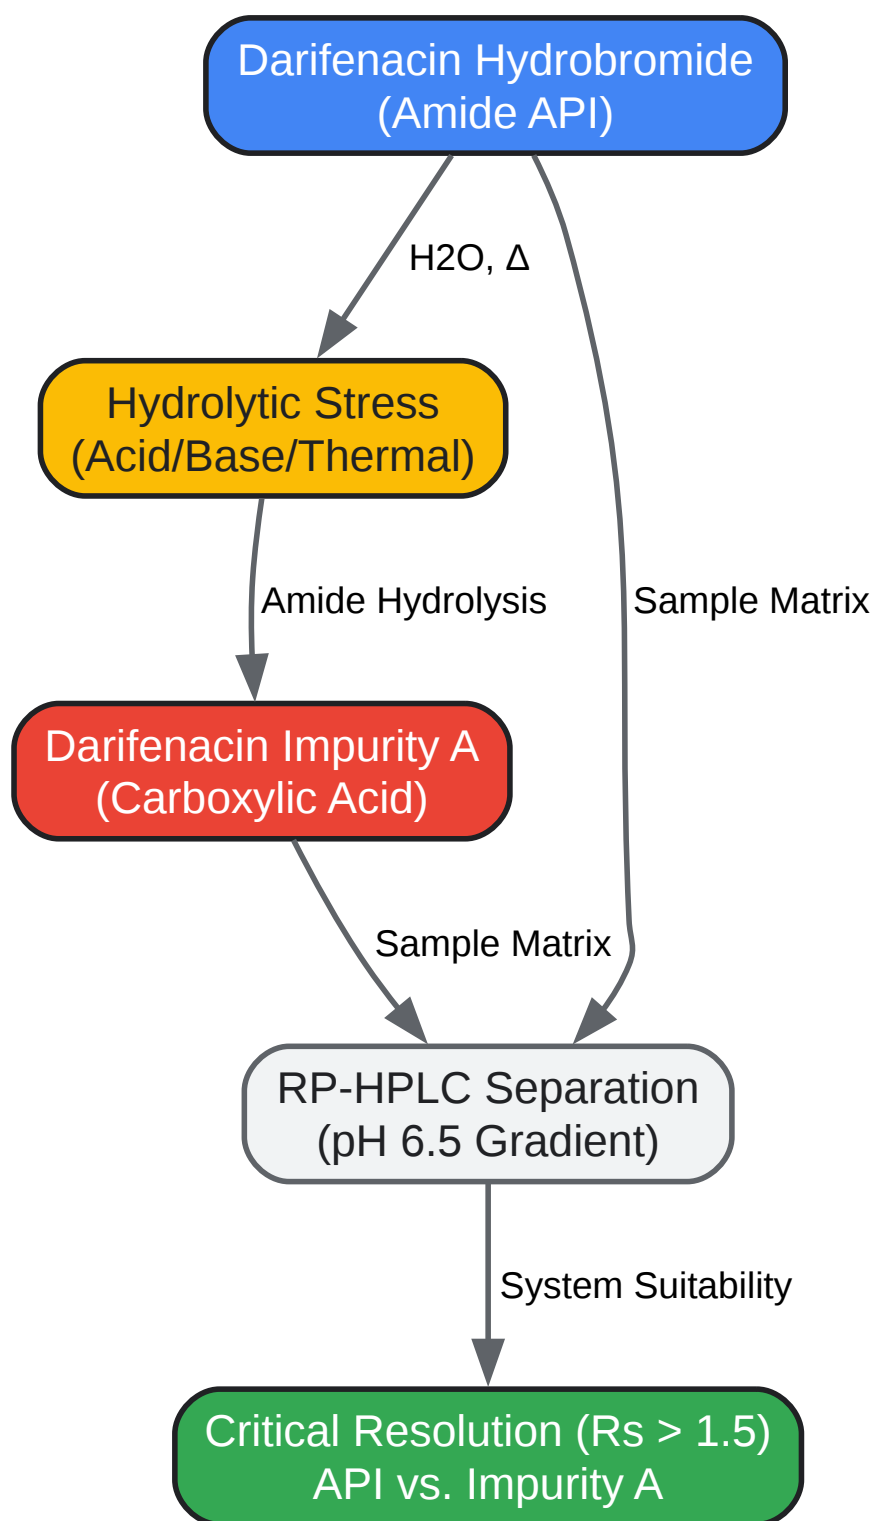 Darifenacin Hydrobromide
(Amide API)
H2O, Δ
Hydrolytic Stress
(Acid/Base/Thermal)
Amide Hydrolysis
Sample Matrix
Darifenacin Impurity A
(Carboxylic Acid)
Sample Matrix
RP-HPLC Separation
(pH 6.5 Gradient)
System Suitability
Critical Resolution (Rs > 1.5)
API vs. Impurity A